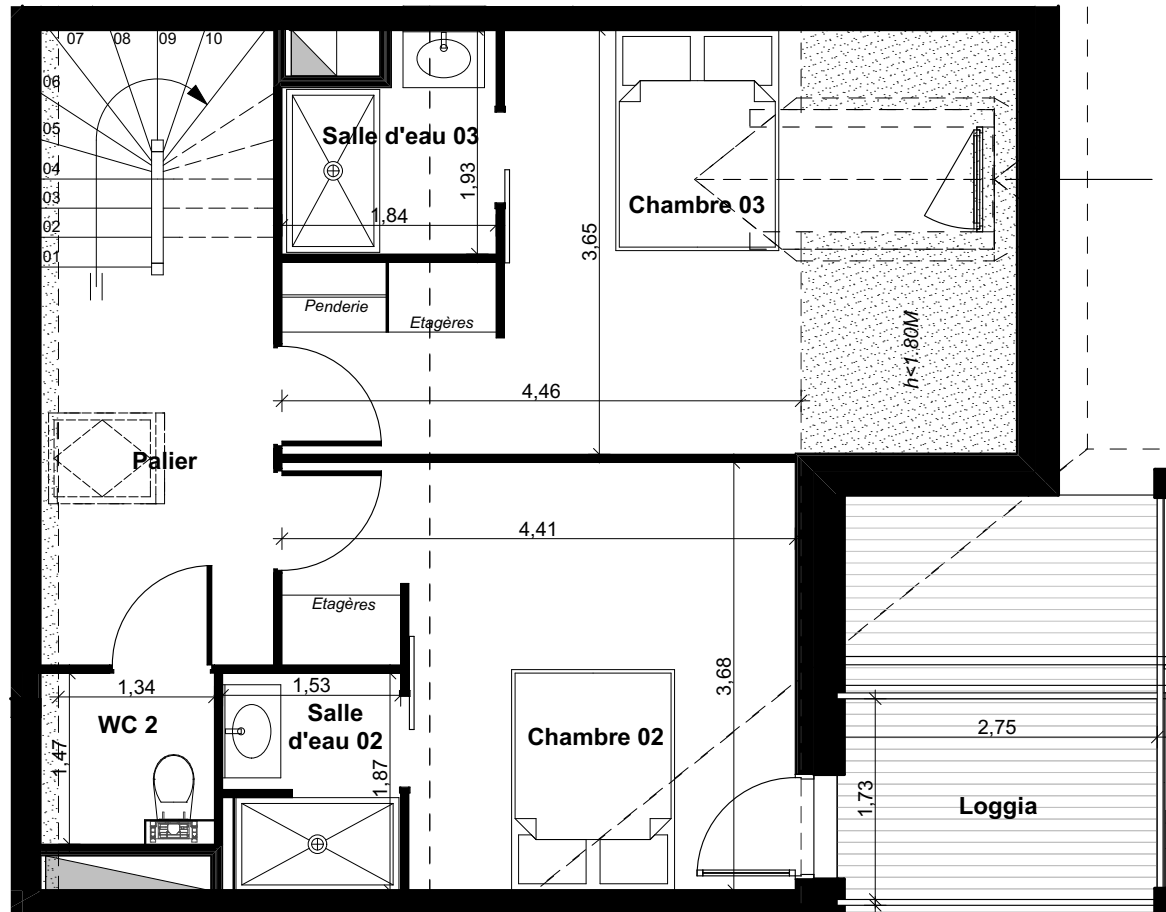 07 08 09 10
06
05
04
03
02
01
Salle d'eau 03
1,93
1,84
Penderie
Etagères
3,65
Chambre 03
h<1.80M
4,46
Palier
4,41
Etagères
3,68
1,34
WC 2
1,47
1,53
Salle
d'eau 02
1,87
Chambre 02
2,75
1,73
Loggia